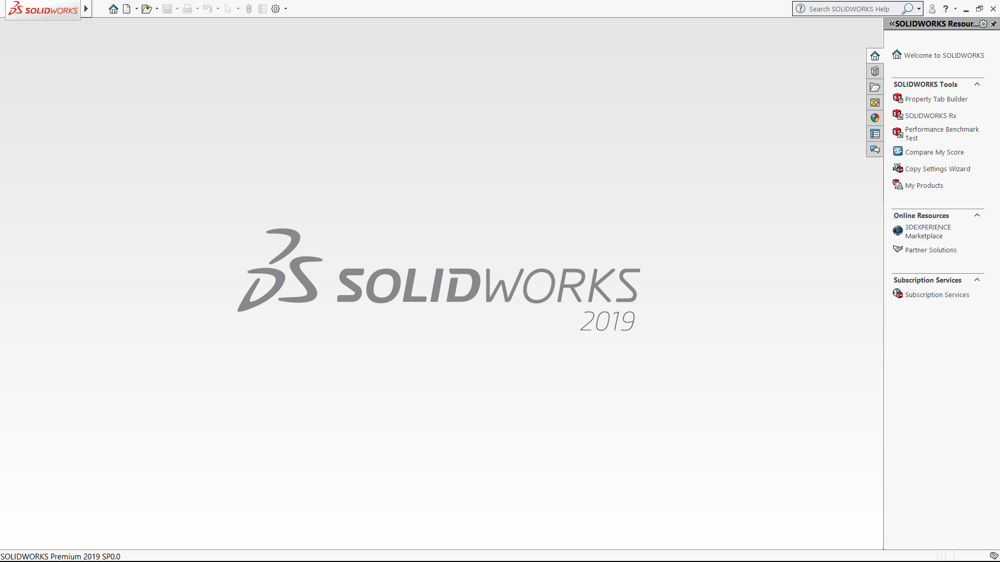 SOLIDWORKS
Search SOLIDWORKS Help
?
SOLIDWORKS Resour...
Welcome to SOLIDWORKS
SOLIDWORKS Tools
Property Tab Builder
SOLIDWORKS Rx
Performance Benchmark
Test
Compare My Score
Copy Settings Wizard
My Products
Online Resources
3DEXPERIENCE
Marketplace
Partner Solutions
Subscription Services
Subscription Services
SOLIDWORKS
2019
SOLIDWORKS Premium 2019 SP0.0